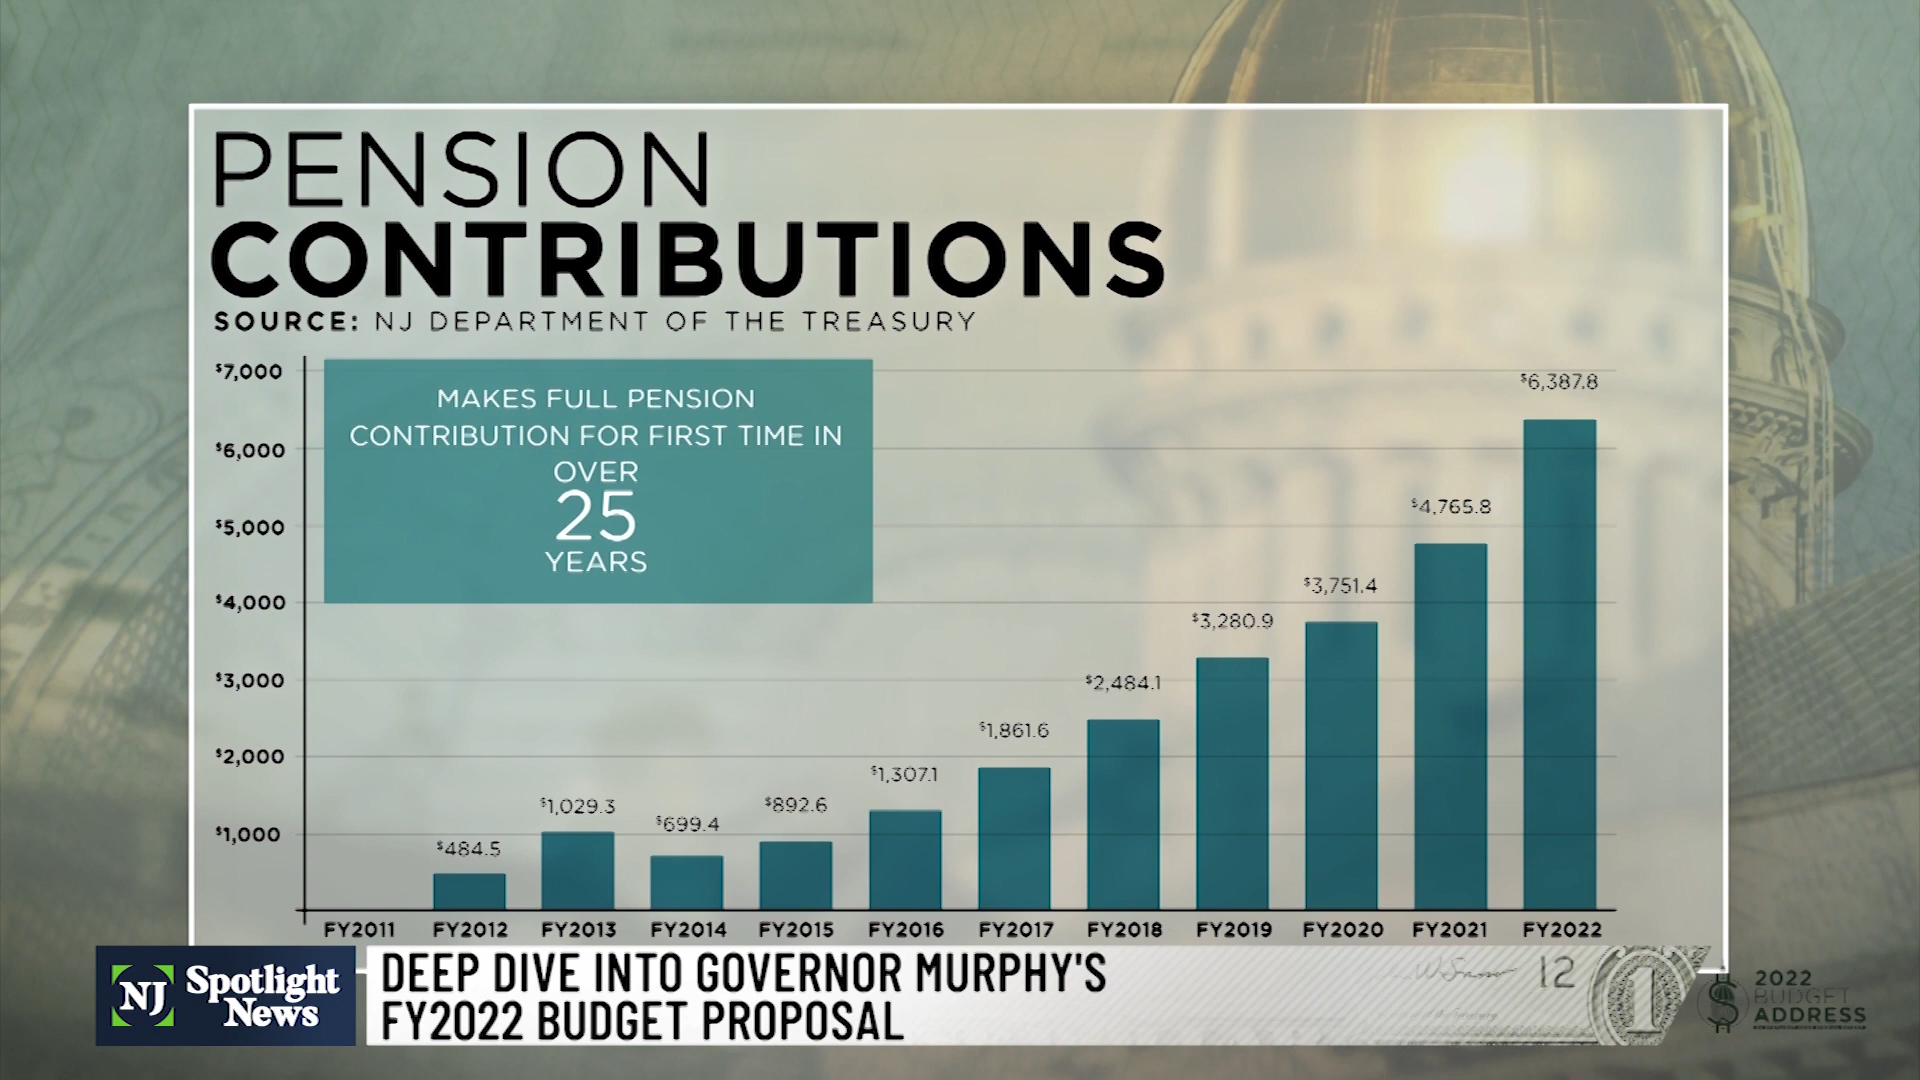 PENSION
CONTRIBUTIONS
SOURCE: NJ DEPARTMENT OF THE TREASURY
$7,000
$6,000
$5,000
$4,000
$3,000
$2,000
$1,000
MAKES FULL PENSION
CONTRIBUTION FOR FIRST TIME IN
OVER
25
YEARS
$484.5
$1,029.3
$699.4
$892.6
$1,307.1
$1,861.6
$2,484.1
$3,280.9
$3,751.4
$4,765.8
$6,387.8
FY2011 FY2012 FY2013 FY2014 FY2015 FY2016 FY2017 FY2018 FY2019 FY2020 FY2021 FY2022
NJ Spotlight
News
DEEP DIVE INTO GOVERNOR MURPHY'S
FY2022 BUDGET PROPOSAL
12
1
2022
BUDGET
ADDRESS